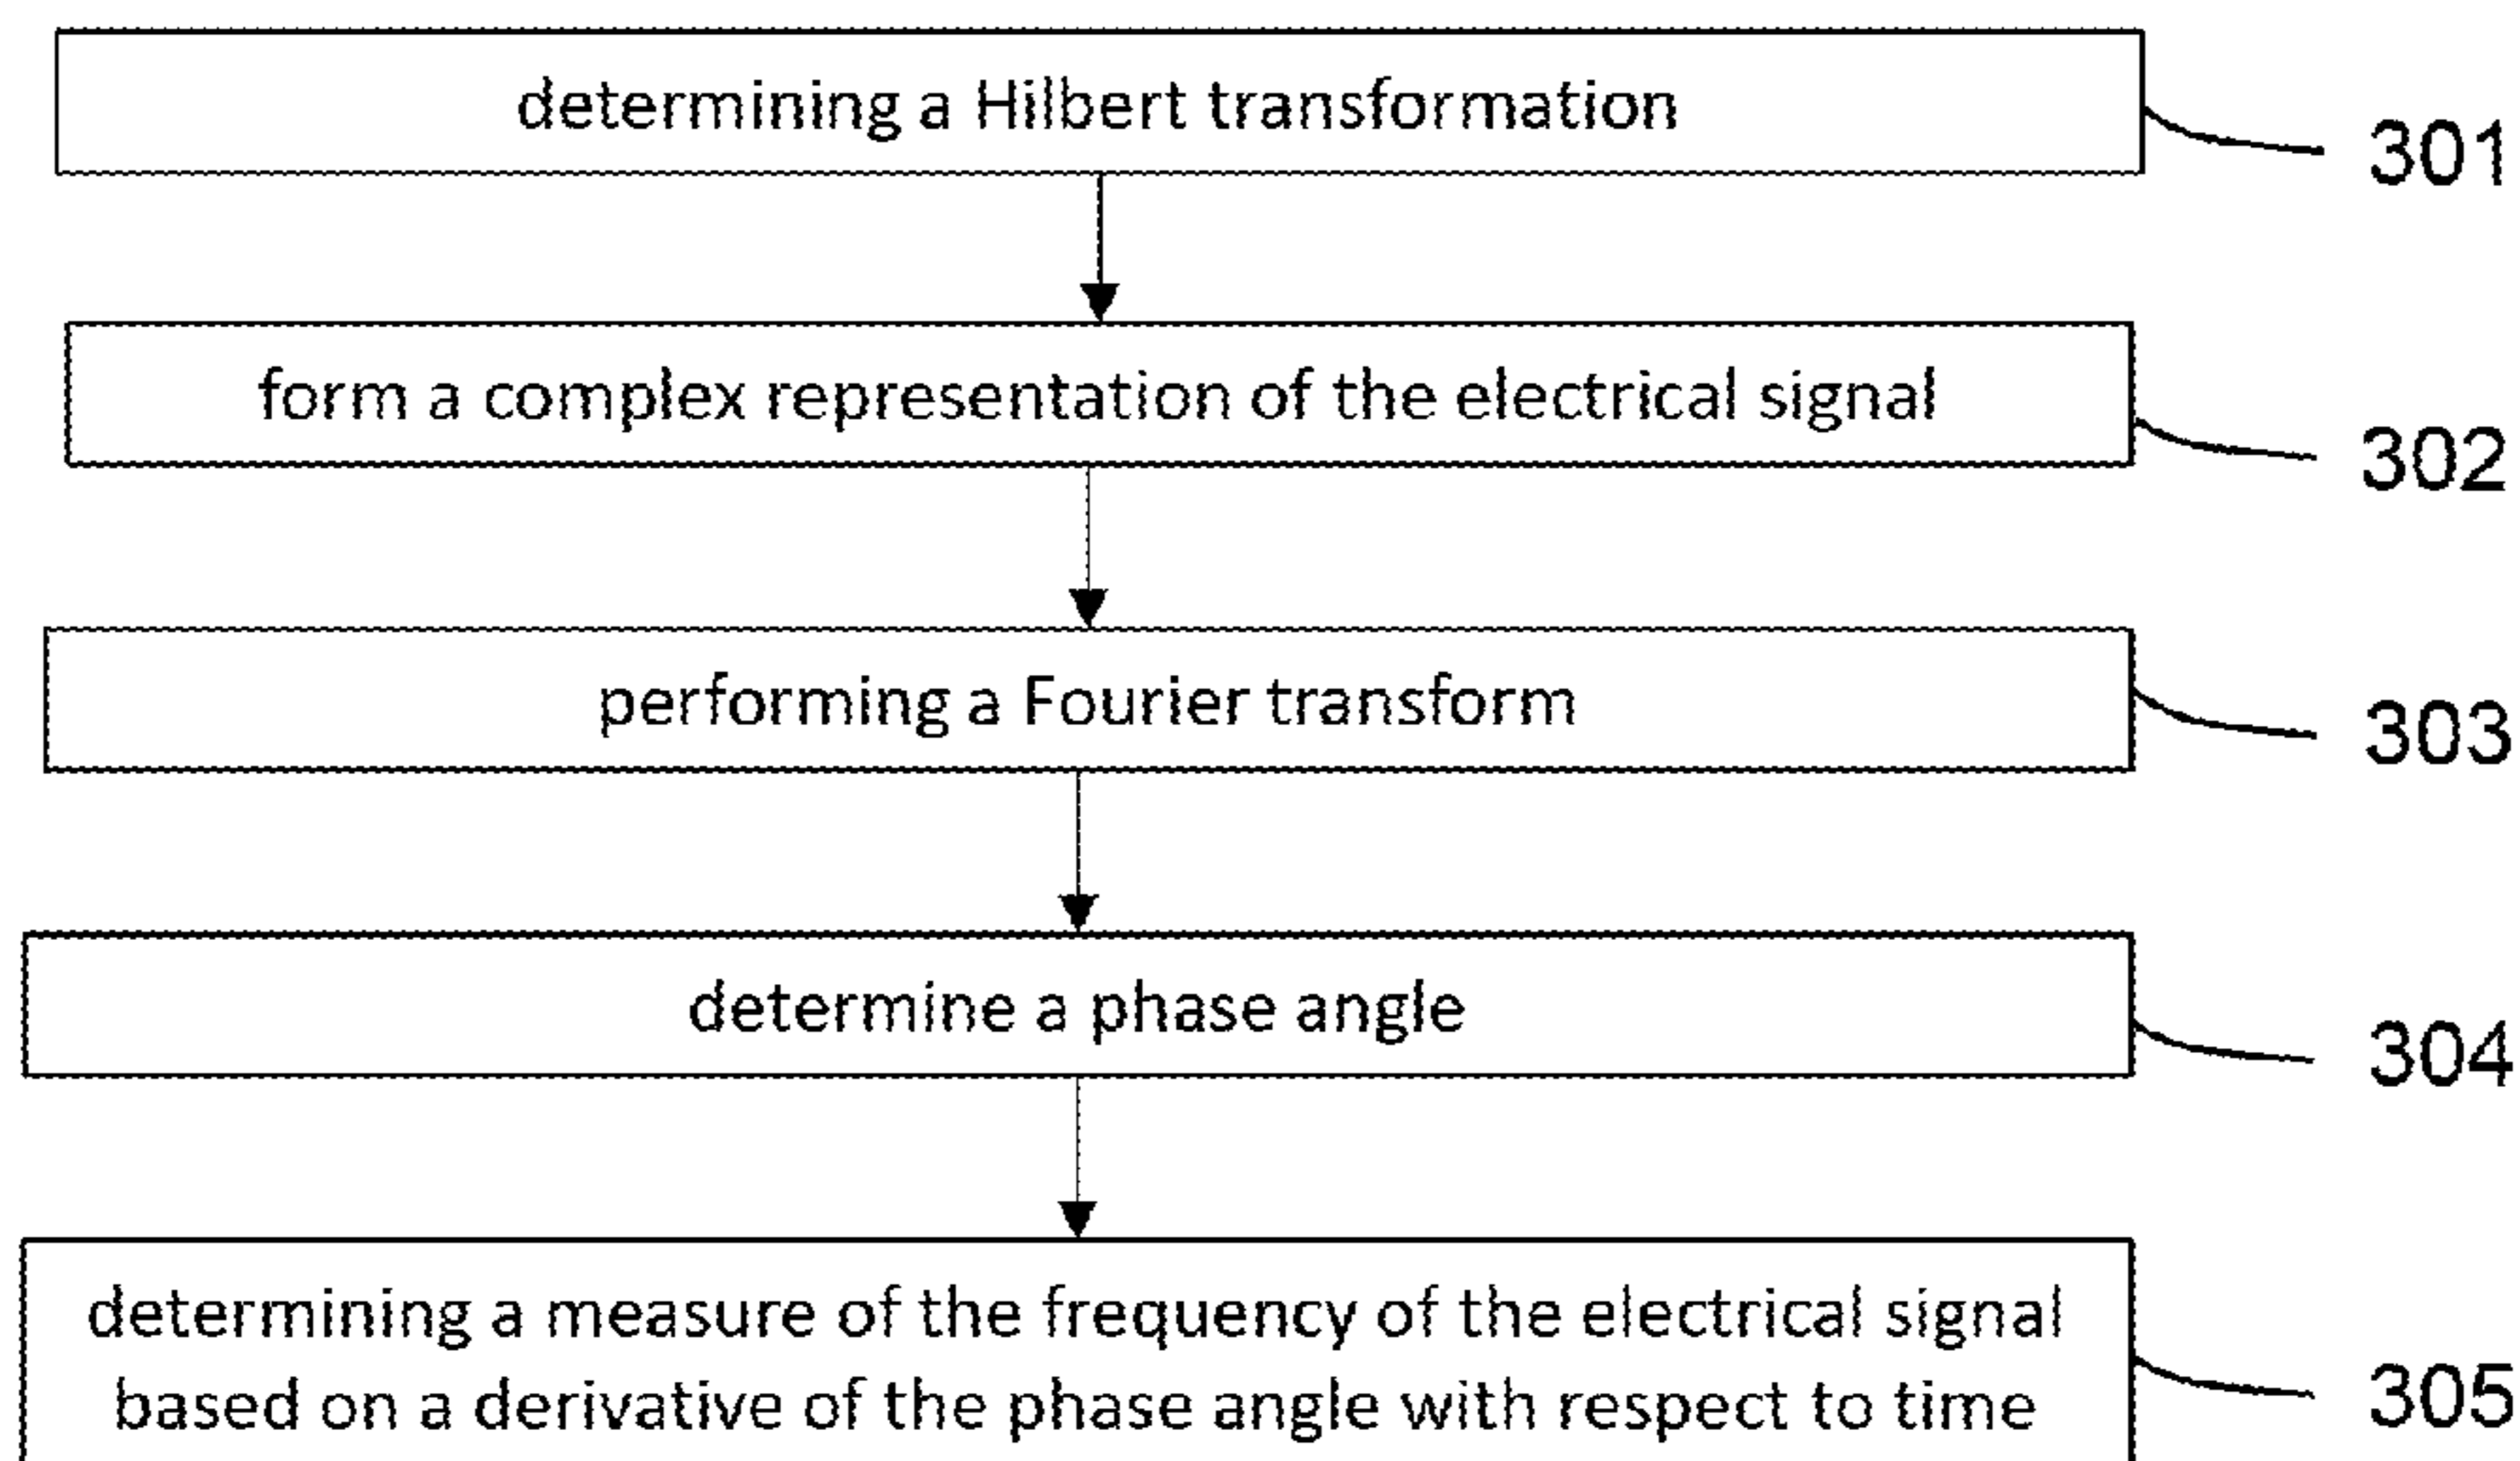 determining a Hilbert transformation
301
form a complex representation of the electrical signal
302
performing a Fourier transform
303
determine a phase angle
304
determining a measure of the frequency of the electrical signal
based on a derivative of the phase angle with respect to time
305